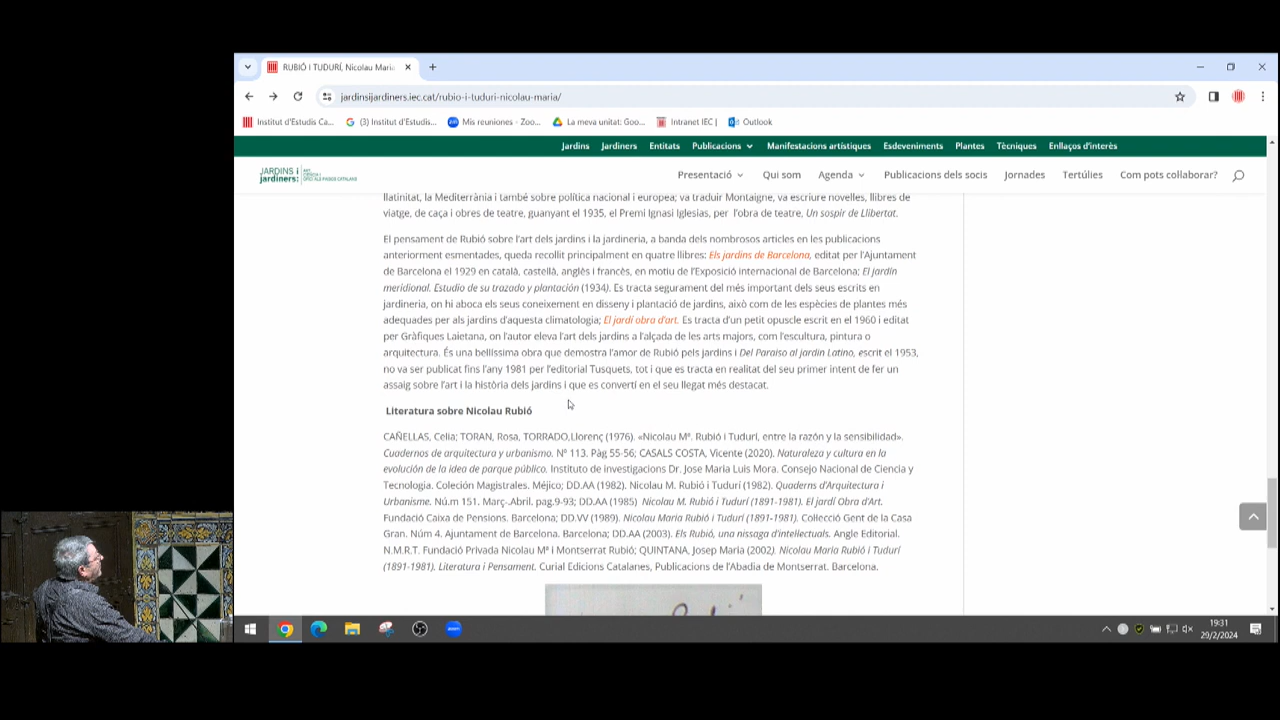 RUBIÓ I TUDURÍ, Nicolau Maria
jardinsijardiners.iec.cat/rubio-i-tuduri-nicolau-maria/
Institut d'Estudis Ca...
(3) Institut d'Estudis...
Mis reuniones - Zoo...
La meva unitat: Goo...
Intranet IEC |
Outlook
Jardins Jardiners Entitats Publicacions Manifestacions artístiques Esdeveniments Plantes Tècniques Enllaços d'interès
JARDINS i
jardiners:
Presentació Qui som Agenda Publicacions dels socis Jornades Tertúlies Com pots col·laborar?
llatinitat, la Mediterrània i també sobre política nacional i europea; va traduir Montaigne, va escriure novelles, llibres de
viatge, de caça i obres de teatre, guanyant el 1935, el Premi Ignasi Iglesias, per l'obra de teatre, Un sospir de Llibertat.
El pensament de Rubió sobre l'art dels jardins i la jardineria, a banda dels nombrosos articles en les publicacions
anteriorment esmentades, queda recollit principalment en quatre llibres: Els jardins de Barcelona, editat per l'Ajuntament
de Barcelona el 1929 en català, castellà, anglès i francès, en motiu de l'Exposició internacional de Barcelona; El jardín
meridional. Estudio de su trazado y plantación (1934). Es tracta segurament del més important dels seus escrits en
jardineria, on hi aboca els seus coneixement en disseny i plantació de jardins, això com de les espècies de plantes més
adequades per als jardins d'aquesta climatologia; El jardí obra d'art. Es tracta d'un petit opuscle escrit en el 1960 i editat
per Gràfiques Laietana, on l'autor eleva l'art dels jardins a l'alçada de les arts majors, com l'escultura, pintura o
arquitectura. És una bellíssima obra que demostra l'amor de Rubió pels jardins i Del Paraiso al jardín Latino, escrit el 1953,
no va ser publicat fins l'any 1981 per l'editorial Tusquets, tot i que es tracta en realitat del seu primer intent de fer un
assaig sobre l'art i la història dels jardins i que es convertí en el seu llegat més destacat.
Literatura sobre Nicolau Rubió
CAÑELLAS, Celia; TORAN, Rosa, TORRADO,Llorenç (1976). «Nicolau Mª. Rubió i Tudurí, entre la razón y la sensibilidad».
Cuadernos de arquitectura y urbanismo. Nº 113. Pàg 55-56; CASALS COSTA, Vicente (2020). Naturaleza y cultura en la
evolución de la idea de parque público. Instituto de investigacions Dr. Jose Maria Luis Mora. Consejo Nacional de Ciencia y
Tecnologia. Coleción Magistrales. Méjico; DD.AA (1982). Nicolau M. Rubió i Tudurí (1982). Quaderns d'Arquitectura i
Urbanisme. Nú.m 151. Març-.Abril. pag.9-93; DD.AA (1985) Nicolau M. Rubió i Tudurí (1891-1981). El jardí Obra d'Art.
Fundació Caixa de Pensions. Barcelona; DD.VV (1989). Nicolau Maria Rubió i Tudurí (1891-1981). Collecció Gent de la Casa
Gran. Núm 4. Ajuntament de Barcelona. Barcelona; DD.AA (2003). Els Rubió, una nissaga d'intellectuals. Angle Editorial.
N.M.R.T. Fundació Privada Nicolau Mª i Montserrat Rubió; QUINTANA, Josep Maria (2002). Nicolau Maria Rubió i Tudurí
(1891-1981). Literatura i Pensament. Curial Edicions Catalanes, Publicacions de l'Abadia de Montserrat. Barcelona.
zoom
19:31
29/2/2024